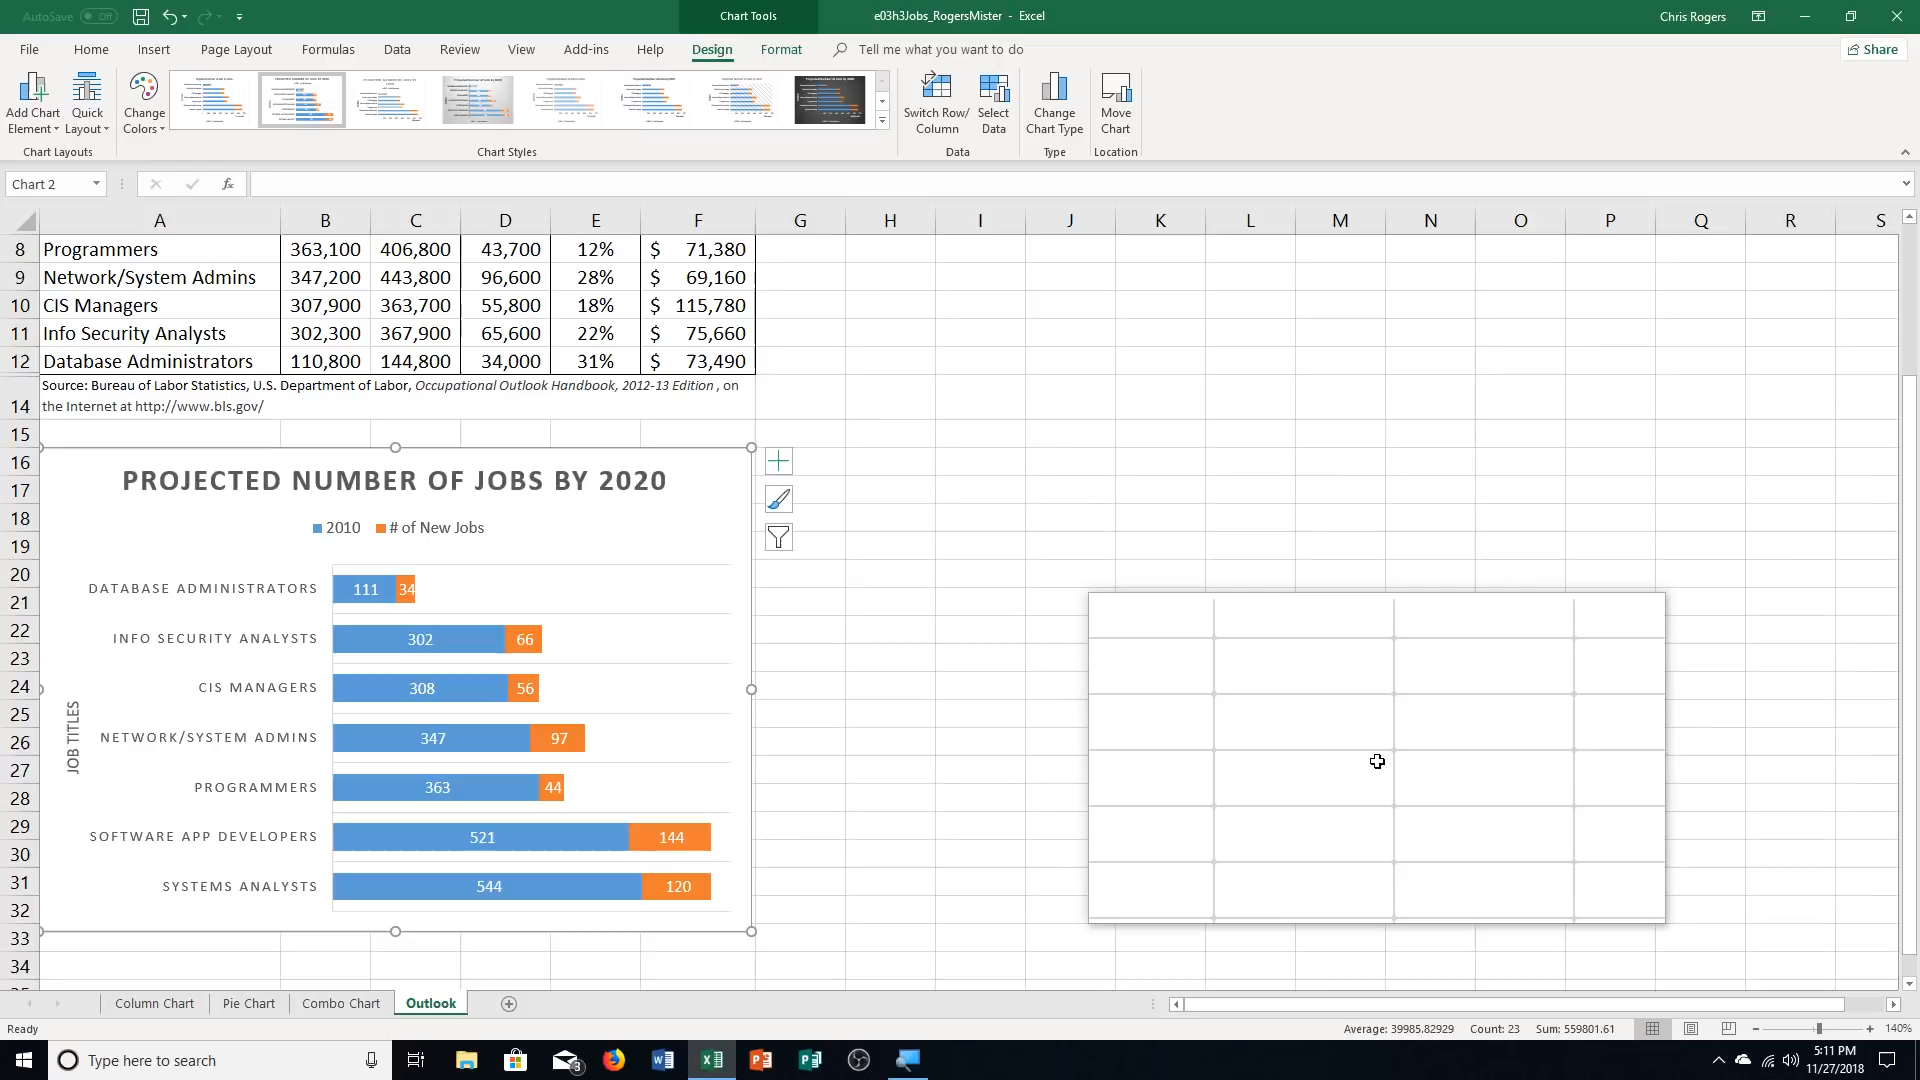 AutoSave Off
Chart Tools
e03h3Jobs_RogersMister - Excel
Chris Rogers
File Home Insert Page Layout Formulas Data Review View Add-ins Help Design Format Tell me what you want to do Share
Add Chart Element
Quick Layout
Change Colors
Switch Row/ Column
Select Data
Change Chart Type
Move Chart
Chart Layouts Chart Styles Data Type Location
Chart 2 fx
A B C D E F G H I J K L M N O P Q R S
8 Programmers 363,100 406,800 43,700 12% $ 71,380
9 Network/System Admins 347,200 443,800 96,600 28% $ 69,160
10 CIS Managers 307,900 363,700 55,800 18% $ 115,780
11 Info Security Analysts 302,300 367,900 65,600 22% $ 75,660
12 Database Administrators 110,800 144,800 34,000 31% $ 73,490
Source: Bureau of Labor Statistics, U.S. Department of Labor, Occupational Outlook Handbook, 2012-13 Edition , on
14 the Internet at http://www.bls.gov/
15
16
17
18
19
20
21
22
23
24
25
26
27
28
29
30
31
32
33
34
PROJECTED NUMBER OF JOBS BY 2020
2010 # of New Jobs
JOB TITLES
DATABASE ADMINISTRATORS 111 34
INFO SECURITY ANALYSTS 302 66
CIS MANAGERS 308 56
NETWORK/SYSTEM ADMINS 347 97
PROGRAMMERS 363 44
SOFTWARE APP DEVELOPERS 521 144
SYSTEMS ANALYSTS 544 120
Column Chart Pie Chart Combo Chart Outlook
Ready Average: 39985.82929 Count: 23 Sum: 559801.61 140%
Type here to search 3 5:11 PM
11/27/2018